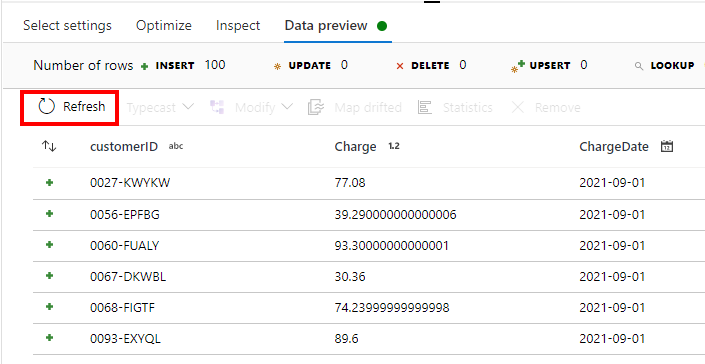 Select settings Optimize Inspect Data preview
Number of rows INSERT 100 UPDATE 0 DELETE 0 UPSERT 0 LOOKUP
Refresh Typecast Modify Map drifted Statistics Remove
customerID abc Charge 1.2 ChargeDate 12
0027-KWYKW 77.08 2021-09-01
0056-EPFBG 39.290000000000006 2021-09-01
0060-FUALY 93.30000000000001 2021-09-01
0067-DKWBL 30.36 2021-09-01
0068-FIGTF 74.23999999999998 2021-09-01
0093-EXYQL 89.6 2021-09-01